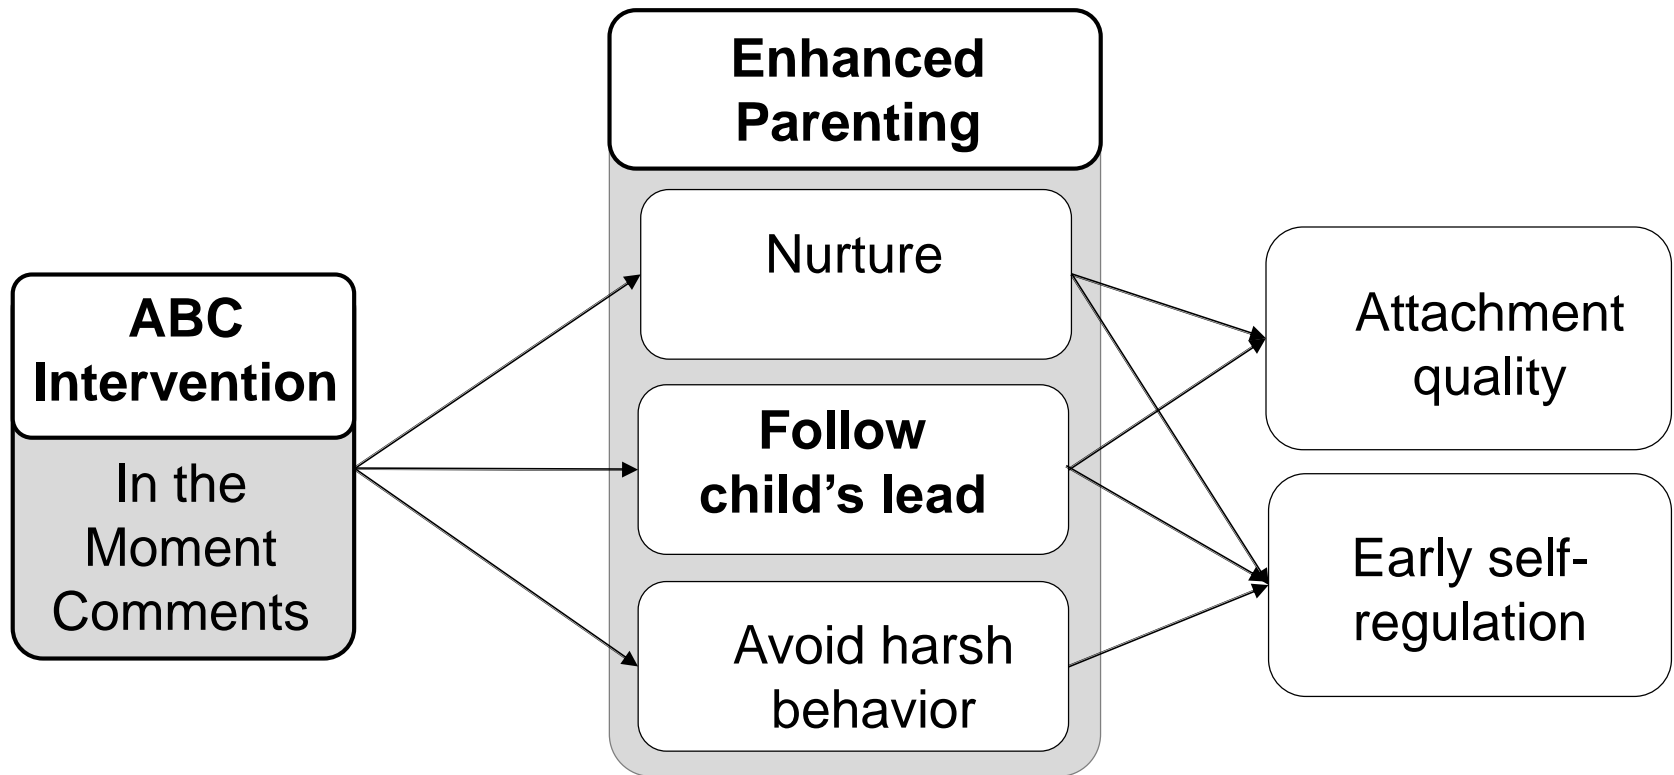 Enhanced
Parenting
Nurture
ABC
Intervention
In the
Moment
Comments
Follow
child's lead
Avoid harsh
behavior
Attachment
quality
Early self-
regulation